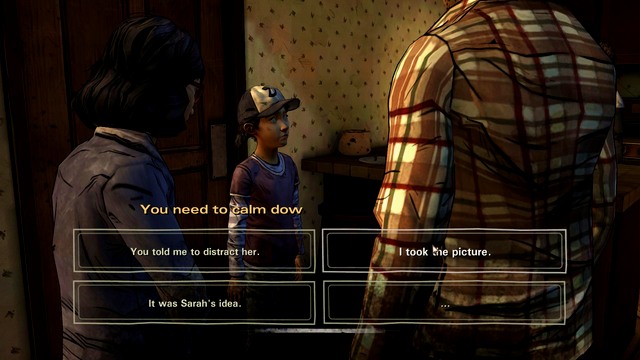 D
You need to calm dow
You told me to distract her.
I took the picture.
It was Sarah's idea.
...